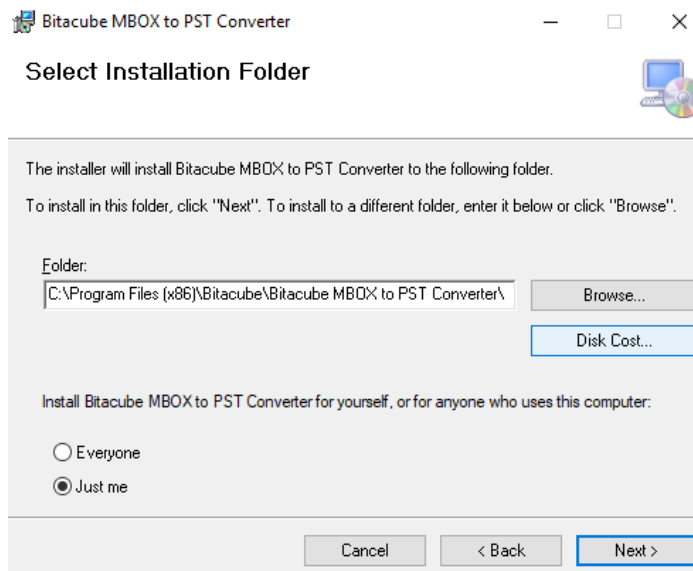 Bitacube MBOX to PST Converter
Select Installation Folder
The installer will install Bitacube MBOX to PST Converter to the following folder.
To install in this folder, click "Next". To install to a different folder, enter it below or click "Browse".
Folder:
C:\Program Files (x86)\Bitacube\Bitacube MBOX to PST Converter\
Browse...
Disk Cost...
Install Bitacube MBOX to PST Converter for yourself, or for anyone who uses this computer:
Everyone
Just me
Cancel
< Back
Next >